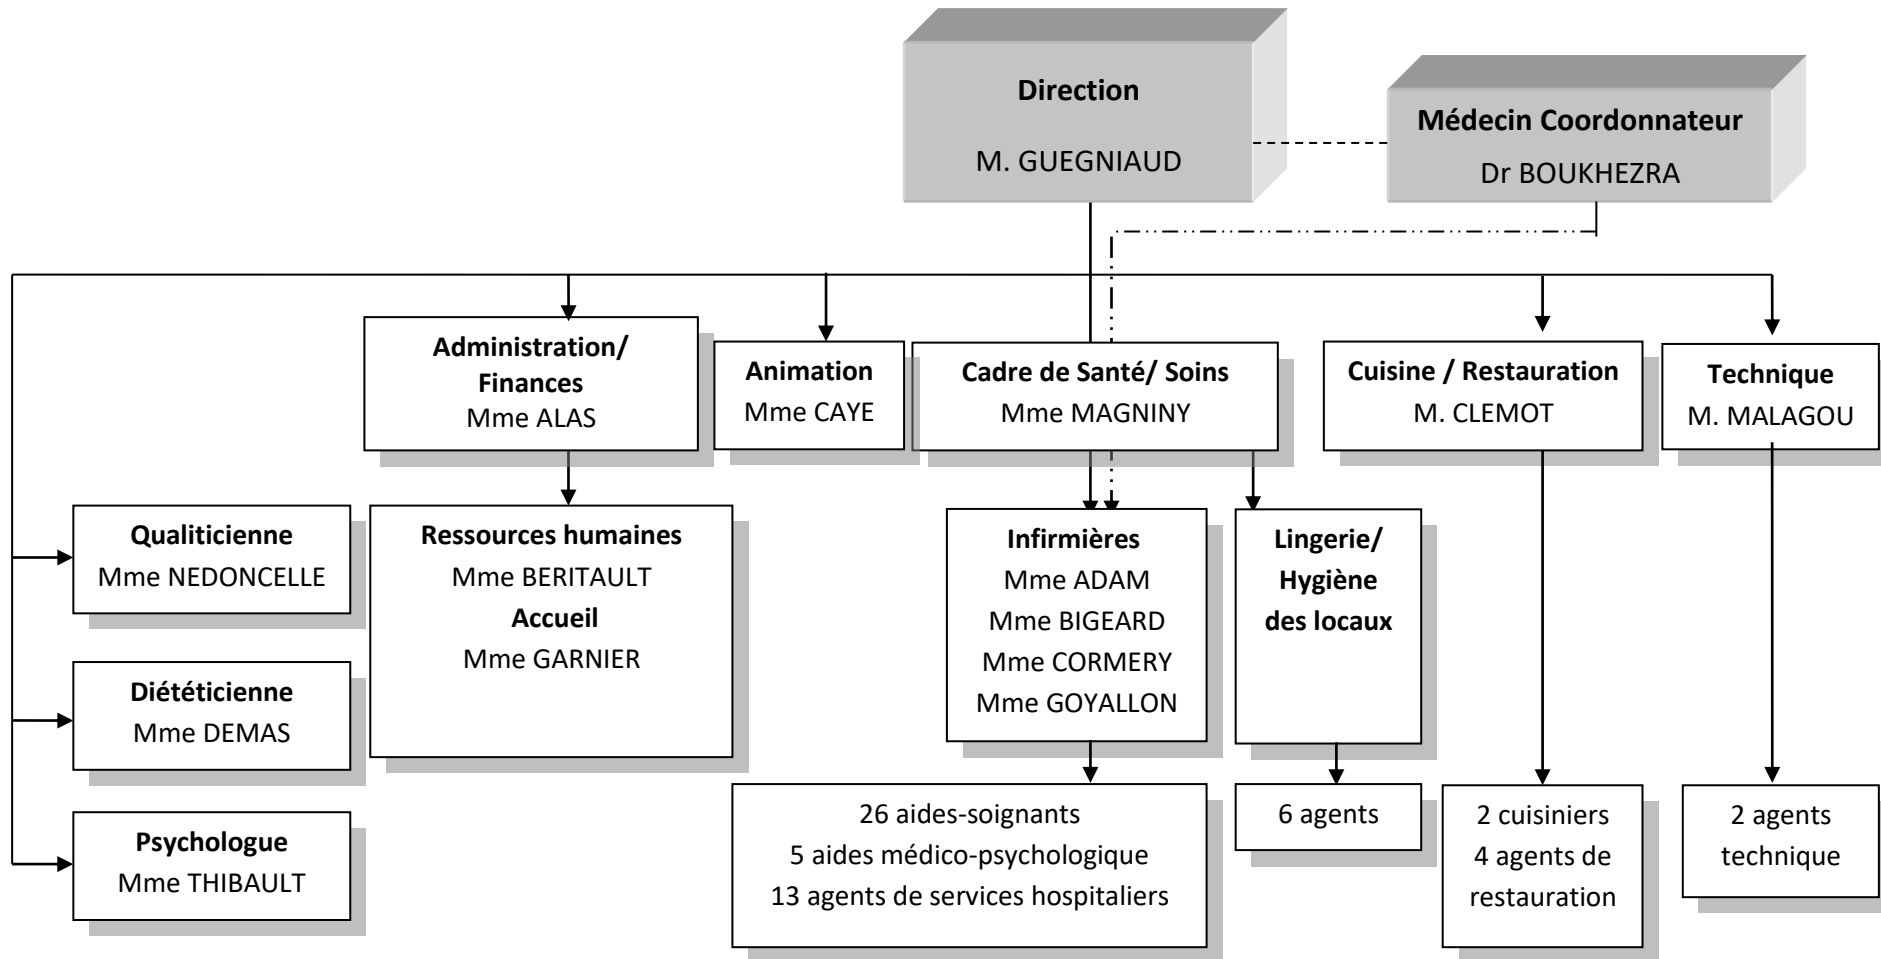 Direction
M. GUEGNIAUD
Médecin Coordonnateur
Dr BOUKHEZRA
Administration/
Finances
Mme ALAS
Animation
Mme CAYE
Cadre de Santé/ Soins
Mme MAGNINY
Cuisine / Restauration
M. CLEMOT
Technique
M. MALAGOU
Qualiticienne
Mme NEDONCELLE
Diététicienne
Mme DEMAS
Psychologue
Mme THIBAULT
Ressources humaines
Mme BERITAULT
Accueil
Mme GARNIER
Infirmières
Mme ADAM
Mme BIGEARD
Mme CORMERY
Mme GOYALLON
Lingerie/
Hygiène
des locaux
26 aides-soignants
5 aides médico-psychologique
13 agents de services hospitaliers
6 agents
2 cuisiniers
4 agents de
restauration
2 agents
technique